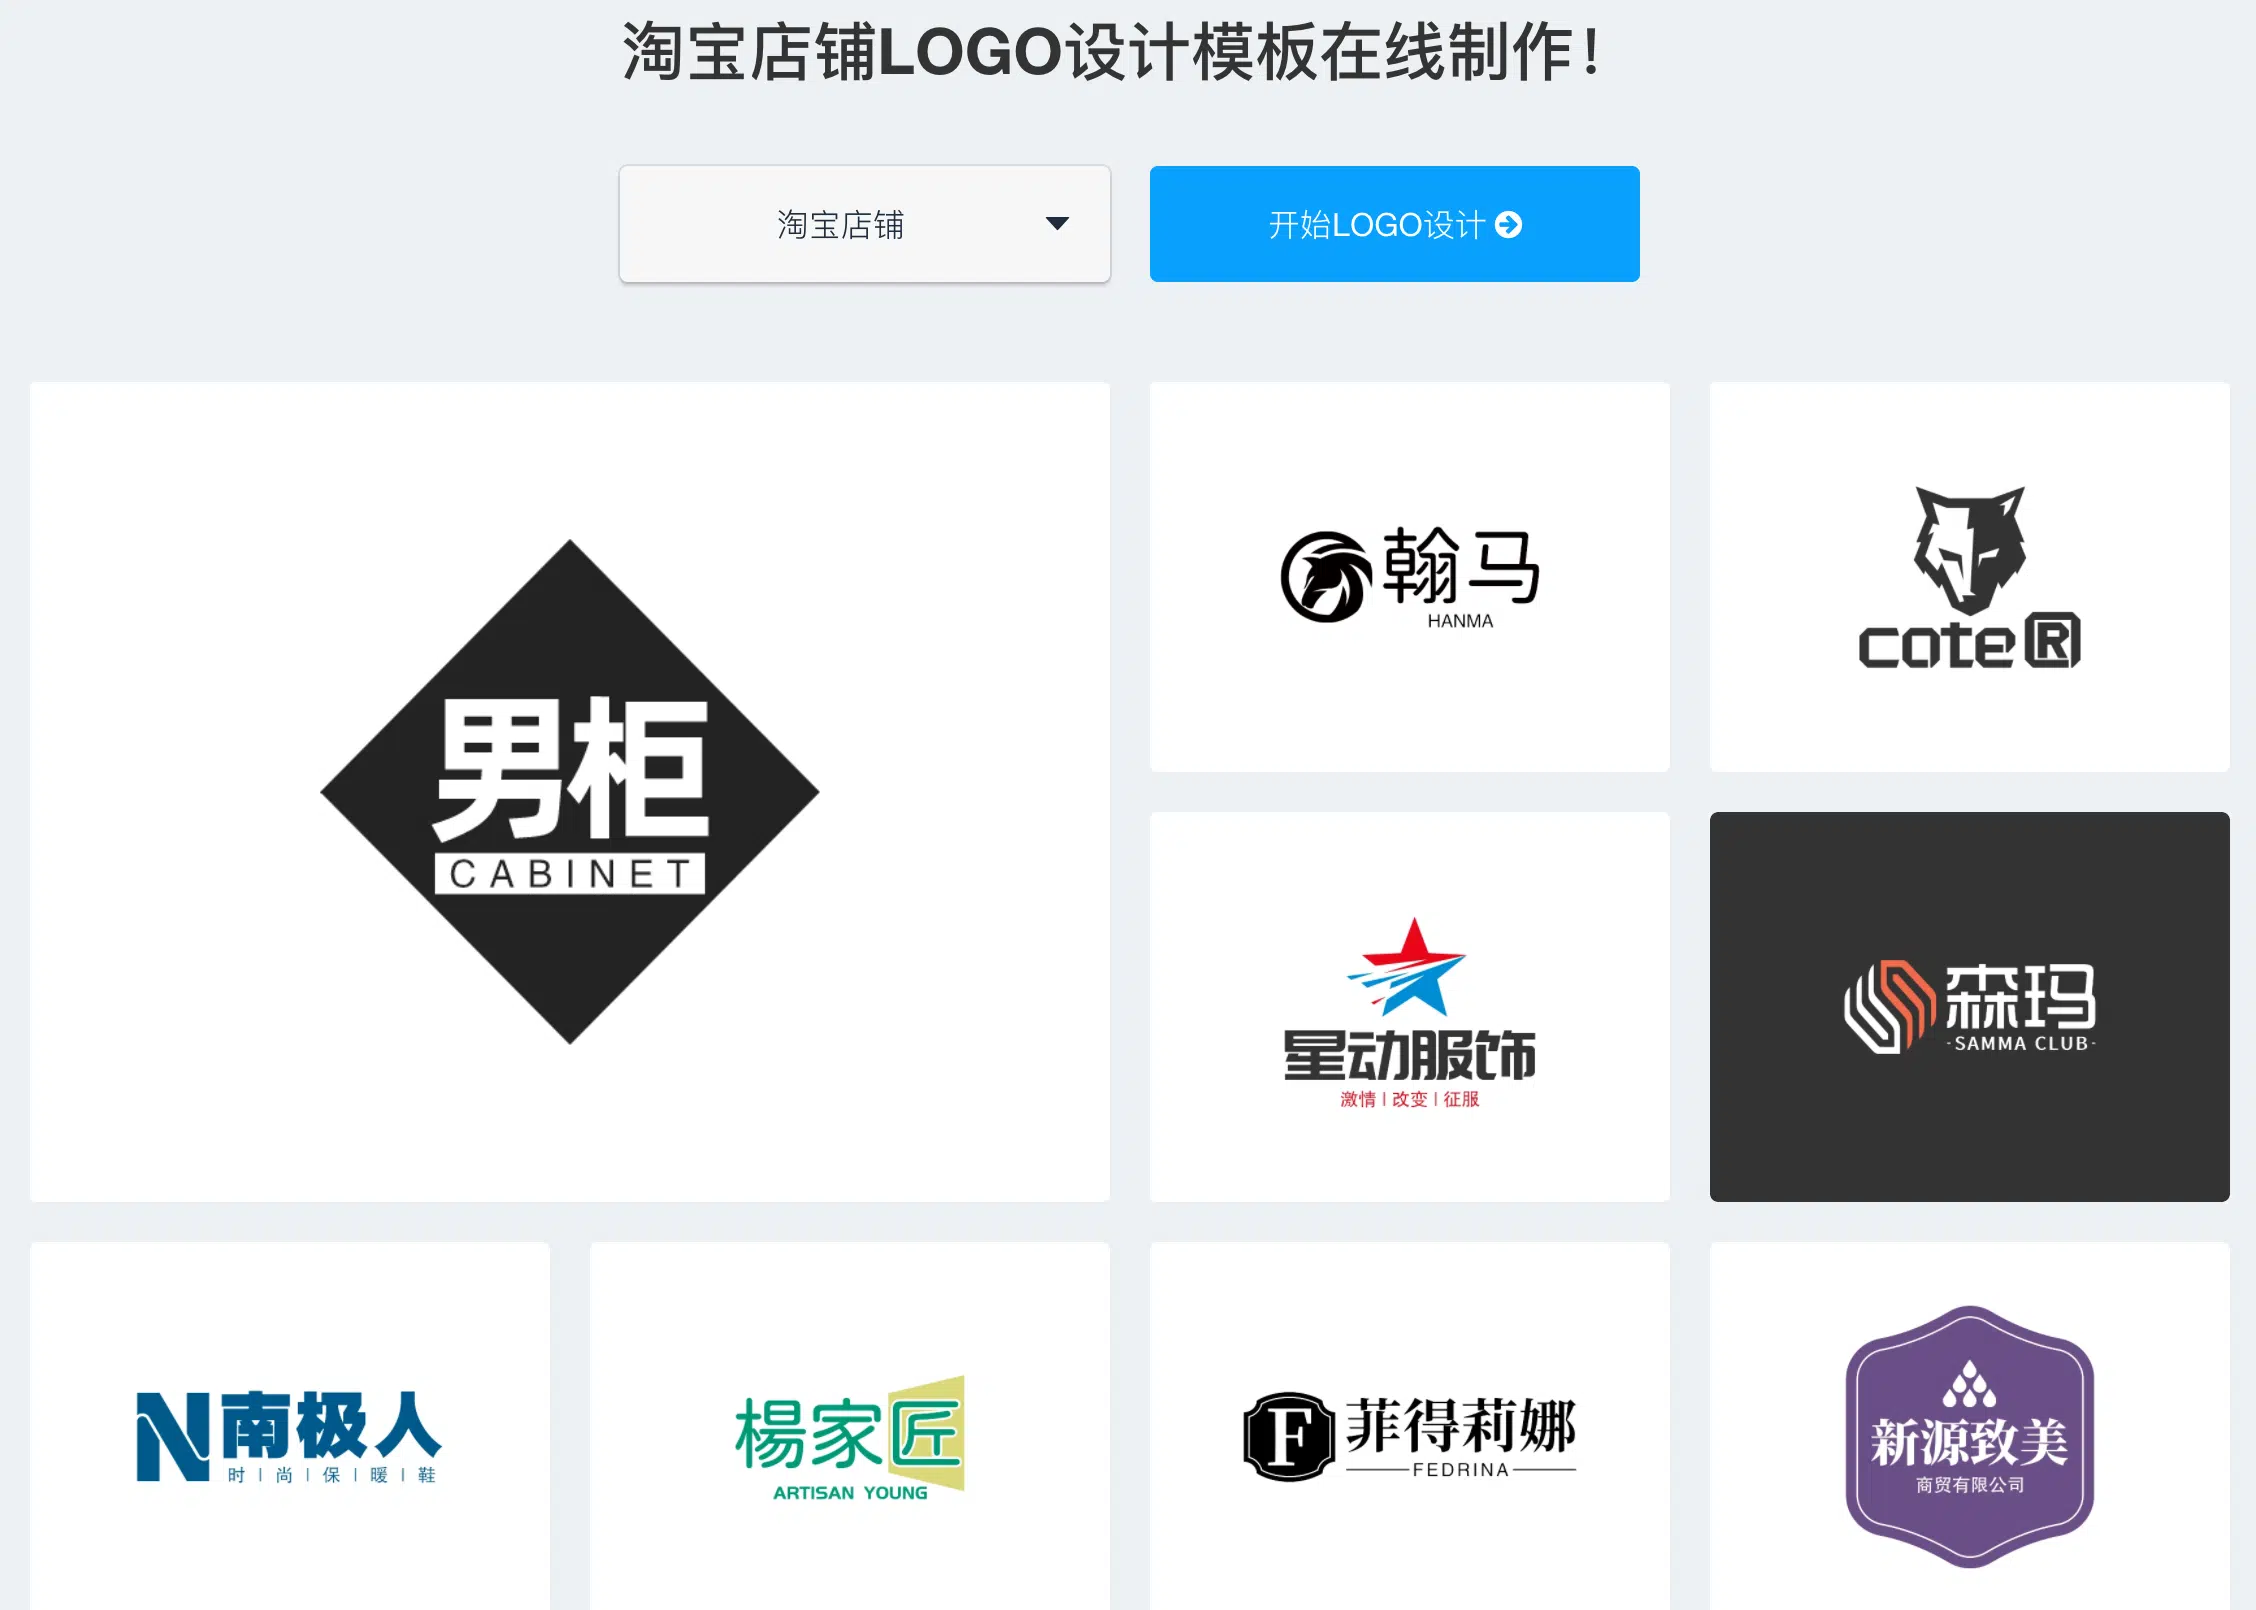 淘宝店铺LOGO设计模板在线制作！
淘宝店铺
开始LOGO设计
男柜
CABINET
翰马
HANMA
cote®
星动服饰
激情 | 改变 | 征服
森玛
·SAMMA CLUB·
N南极人
时 | 尚 | 保 | 暖 | 鞋
楊家匠
ARTISAN YOUNG
F
菲得莉娜
FEDRINA
新源致美
商贸有限公司